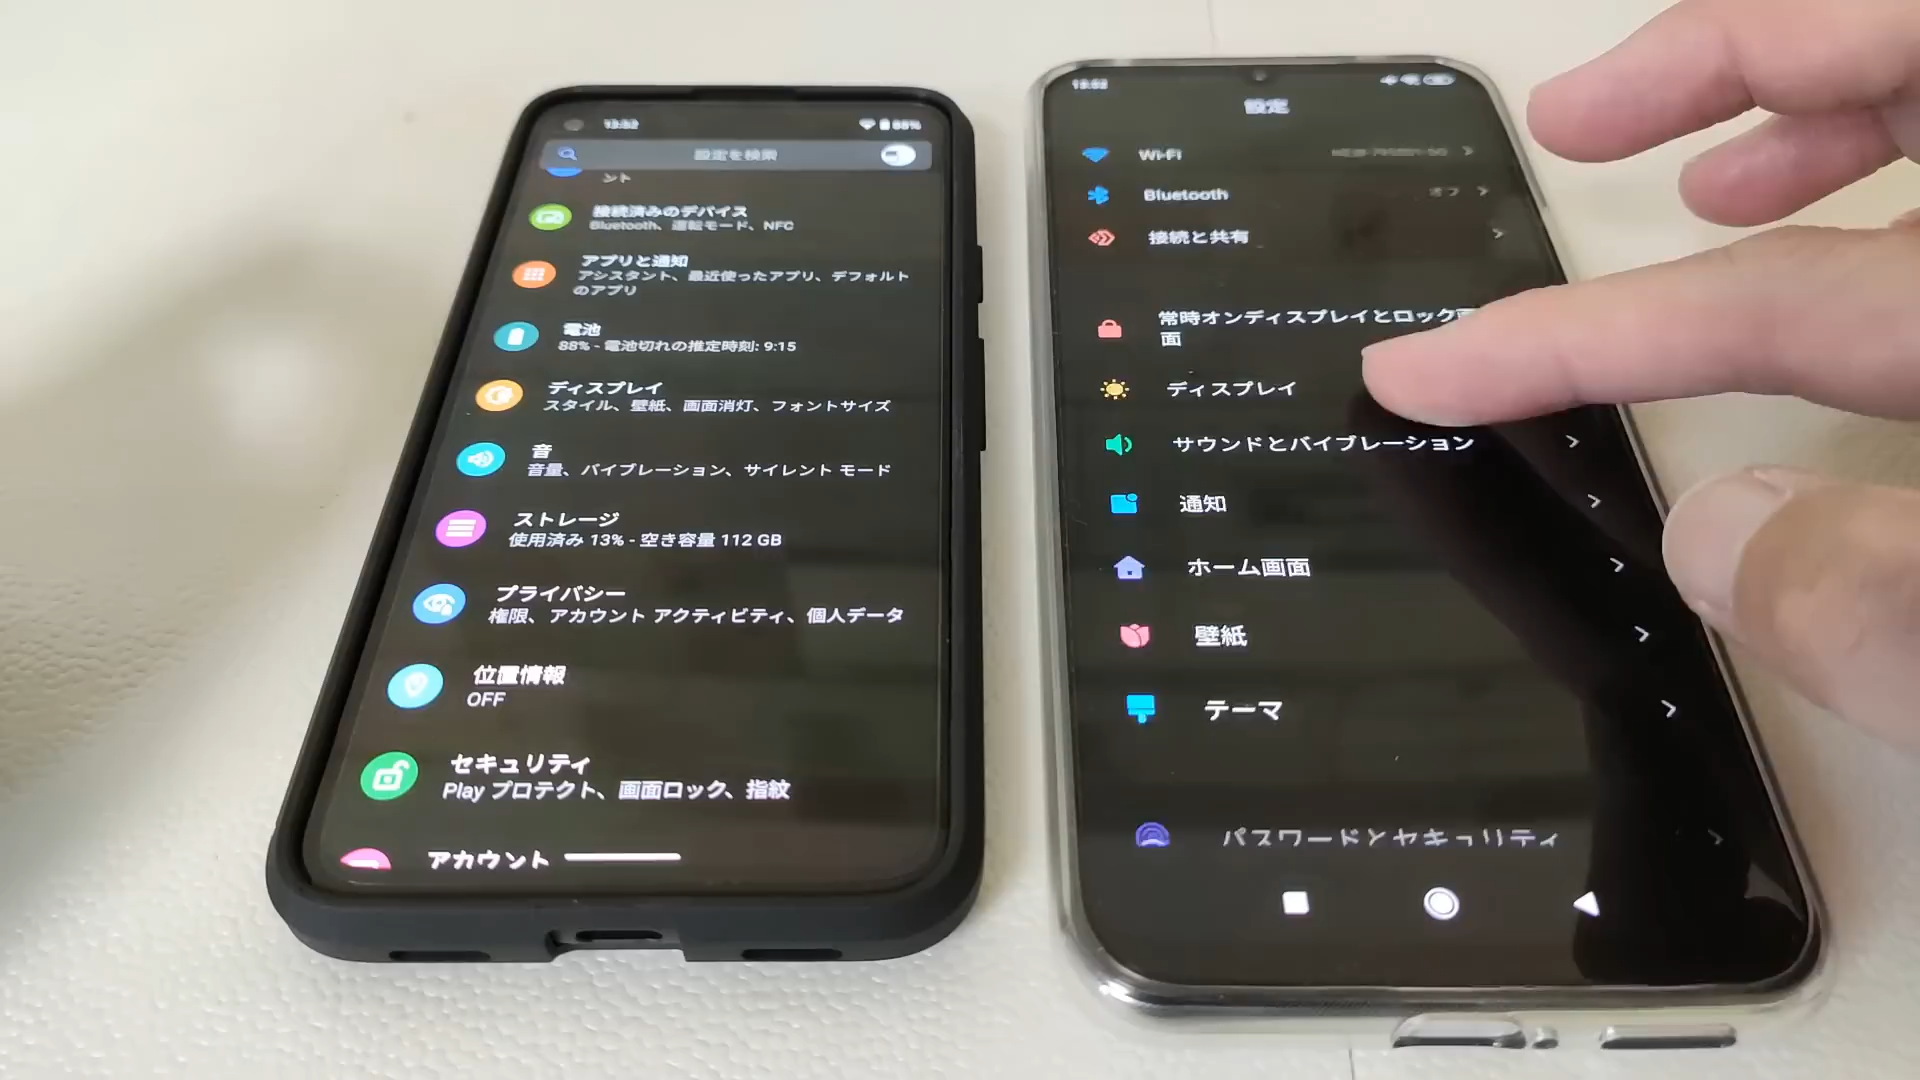 13:52
88%
設定を検索
ント
接続済みのデバイス
Bluetooth、運転モード、NFC
アプリと通知
アシスタント、最近使ったアプリ、デフォルト
のアプリ
電池
88% - 電池切れの推定時刻: 9:15
ディスプレイ
スタイル、壁紙、画面消灯、フォントサイズ
音
音量、バイブレーション、サイレント モード
ストレージ
使用済み 13% - 空き容量 112 GB
プライバシー
権限、アカウント アクティビティ、個人データ
位置情報
OFF
セキュリティ
Play プロテクト、画面ロック、指紋
アカウント
13:52
設定
Wi-Fi
Bluetooth
オフ
接続と共有
常時オンディスプレイとロック画
面
ディスプレイ
サウンドとバイブレーション
通知
ホーム画面
壁紙
テーマ
パスワードとセキュリティ